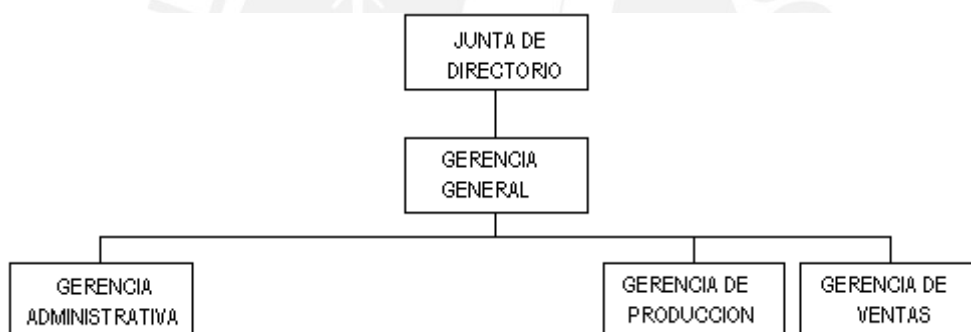 JUNTA DE
DIRECTORIO
GERENCIA
GENERAL
GERENCIA
ADMINISTRATIVA
GERENCIA DE
PRODUCCION
GERENCIA DE
VENTAS